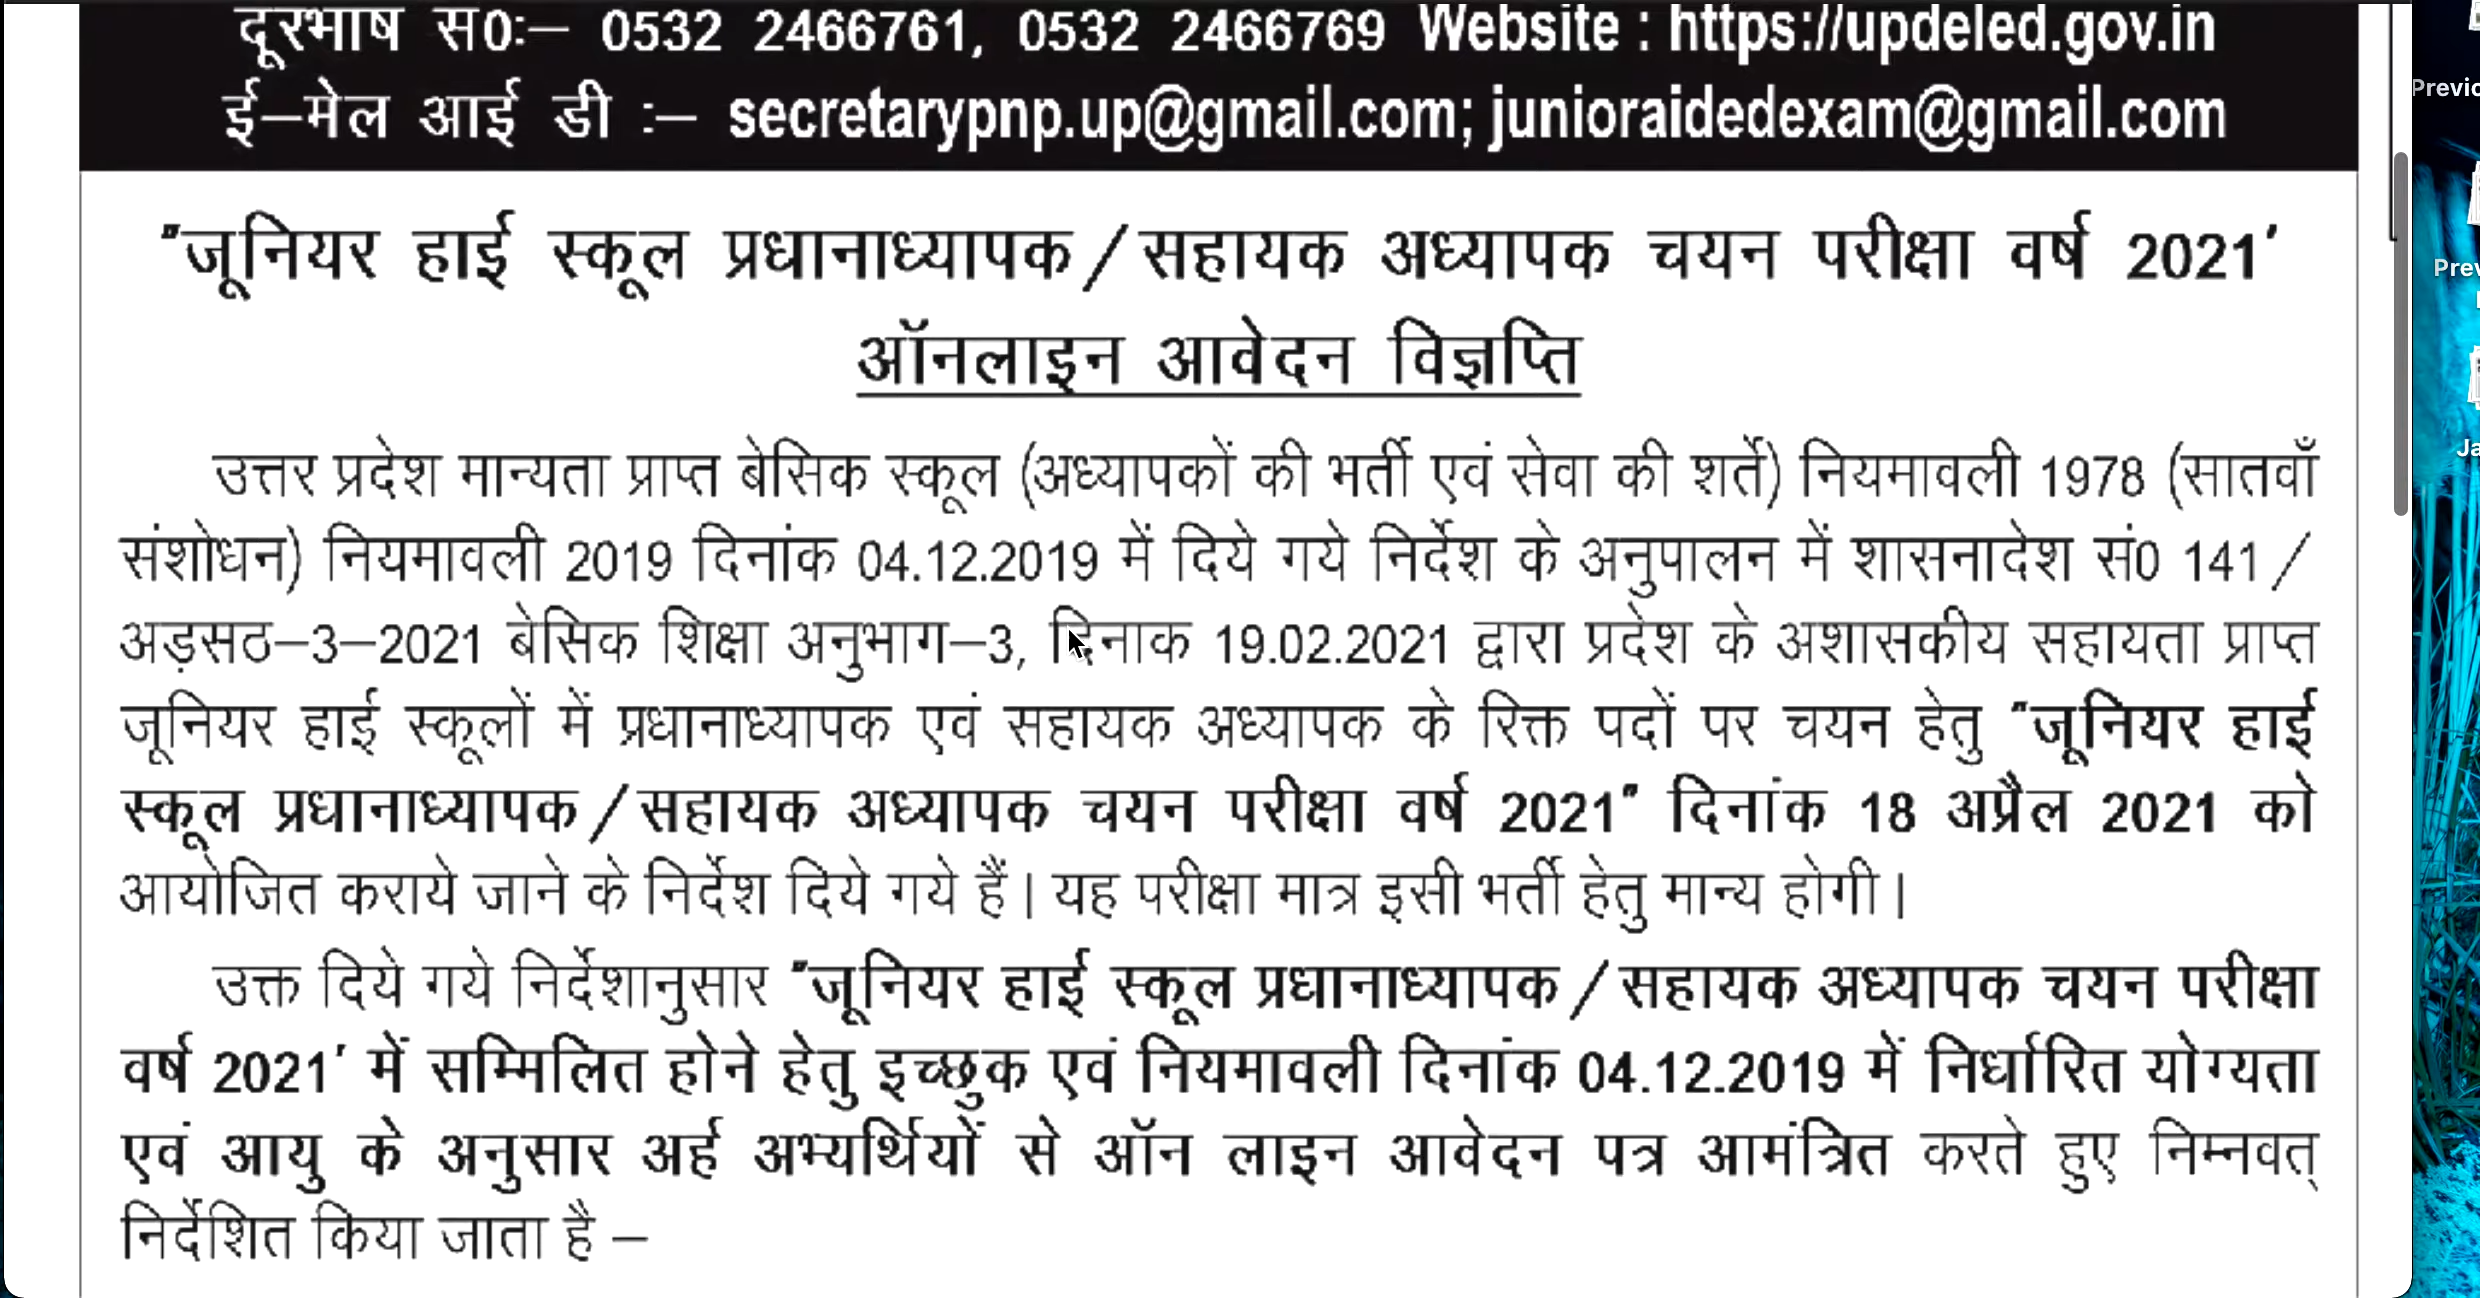 दूरभाष स0:– 0532 2466761, 0532 2466769 Website : https://updeled.gov.in
ई–मेल आई डी :– secretarypnp.up@gmail.com; junioraidedexam@gmail.com
"जूनियर हाई स्कूल प्रधानाध्यापक/सहायक अध्यापक चयन परीक्षा वर्ष 2021'
ऑनलाइन आवेदन विज्ञप्ति
उत्तर प्रदेश मान्यता प्राप्त बेसिक स्कूल (अध्यापकों की भर्ती एवं सेवा की शर्ते) नियमावली 1978 (सातवाँ
संशोधन) नियमावली 2019 दिनांक 04.12.2019 में दिये गये निर्देश के अनुपालन में शासनादेश सं0 141/
अड़सठ–3–2021 बेसिक शिक्षा अनुभाग–3, दिनाक 19.02.2021 द्वारा प्रदेश के अशासकीय सहायता प्राप्त
जूनियर हाई स्कूलों में प्रधानाध्यापक एवं सहायक अध्यापक के रिक्त पदों पर चयन हेतु "जूनियर हाई
स्कूल प्रधानाध्यापक/सहायक अध्यापक चयन परीक्षा वर्ष 2021" दिनांक 18 अप्रैल 2021 को
आयोजित कराये जाने के निर्देश दिये गये हैं। यह परीक्षा मात्र इसी भर्ती हेतु मान्य होगी।
उक्त दिये गये निर्देशानुसार "जूनियर हाई स्कूल प्रधानाध्यापक/सहायक अध्यापक चयन परीक्षा
वर्ष 2021' में सम्मिलित होने हेतु इच्छुक एवं नियमावली दिनांक 04.12.2019 में निर्धारित योग्यता
एवं आयु के अनुसार अर्ह अभ्यर्थियों से ऑन लाइन आवेदन पत्र आमंत्रित करते हुए निम्नवत्
निर्देशित किया जाता है –